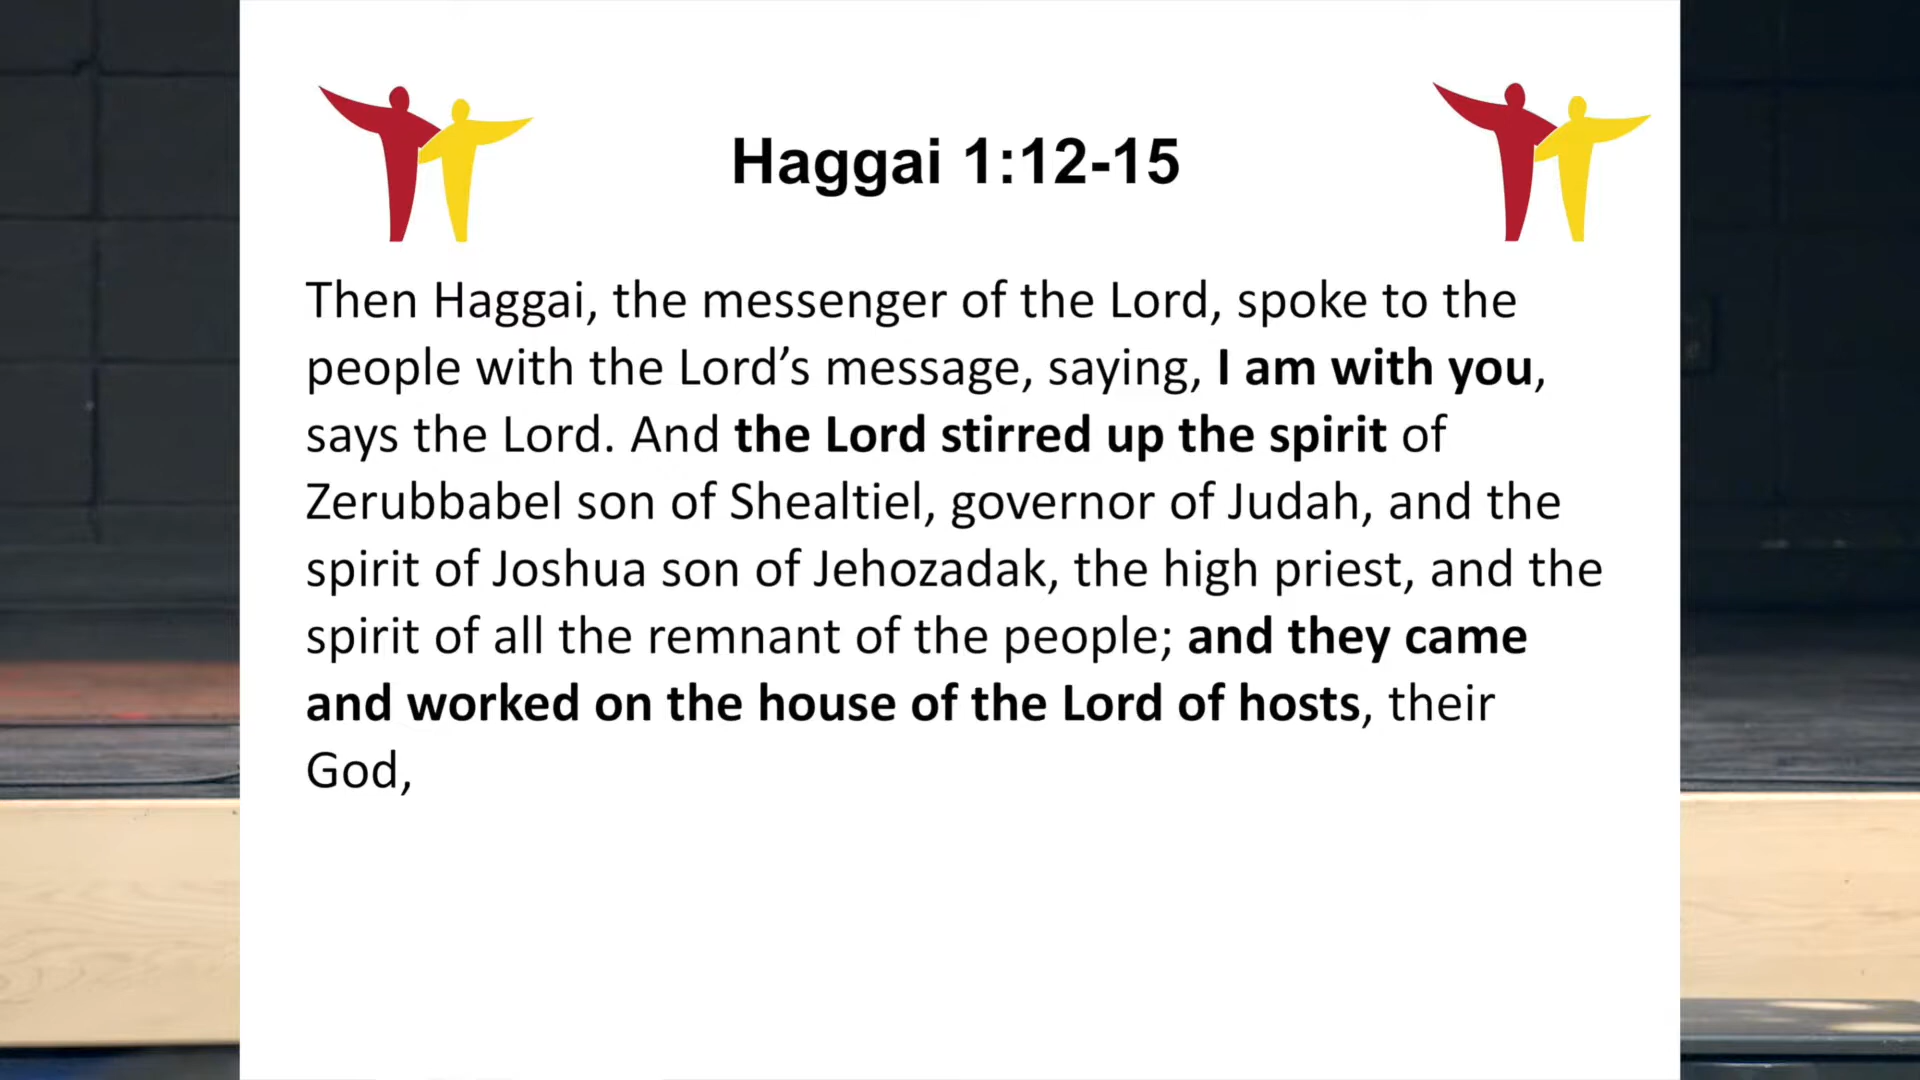 Haggai 1:12-15
Then Haggai, the messenger of the Lord, spoke to the
people with the Lord’s message, saying, I am with you,
says the Lord. And the Lord stirred up the spirit of
Zerubbabel son of Shealtiel, governor of Judah, and the
spirit of Joshua son of Jehozadak, the high priest, and the
spirit of all the remnant of the people; and they came
and worked on the house of the Lord of hosts, their
God,